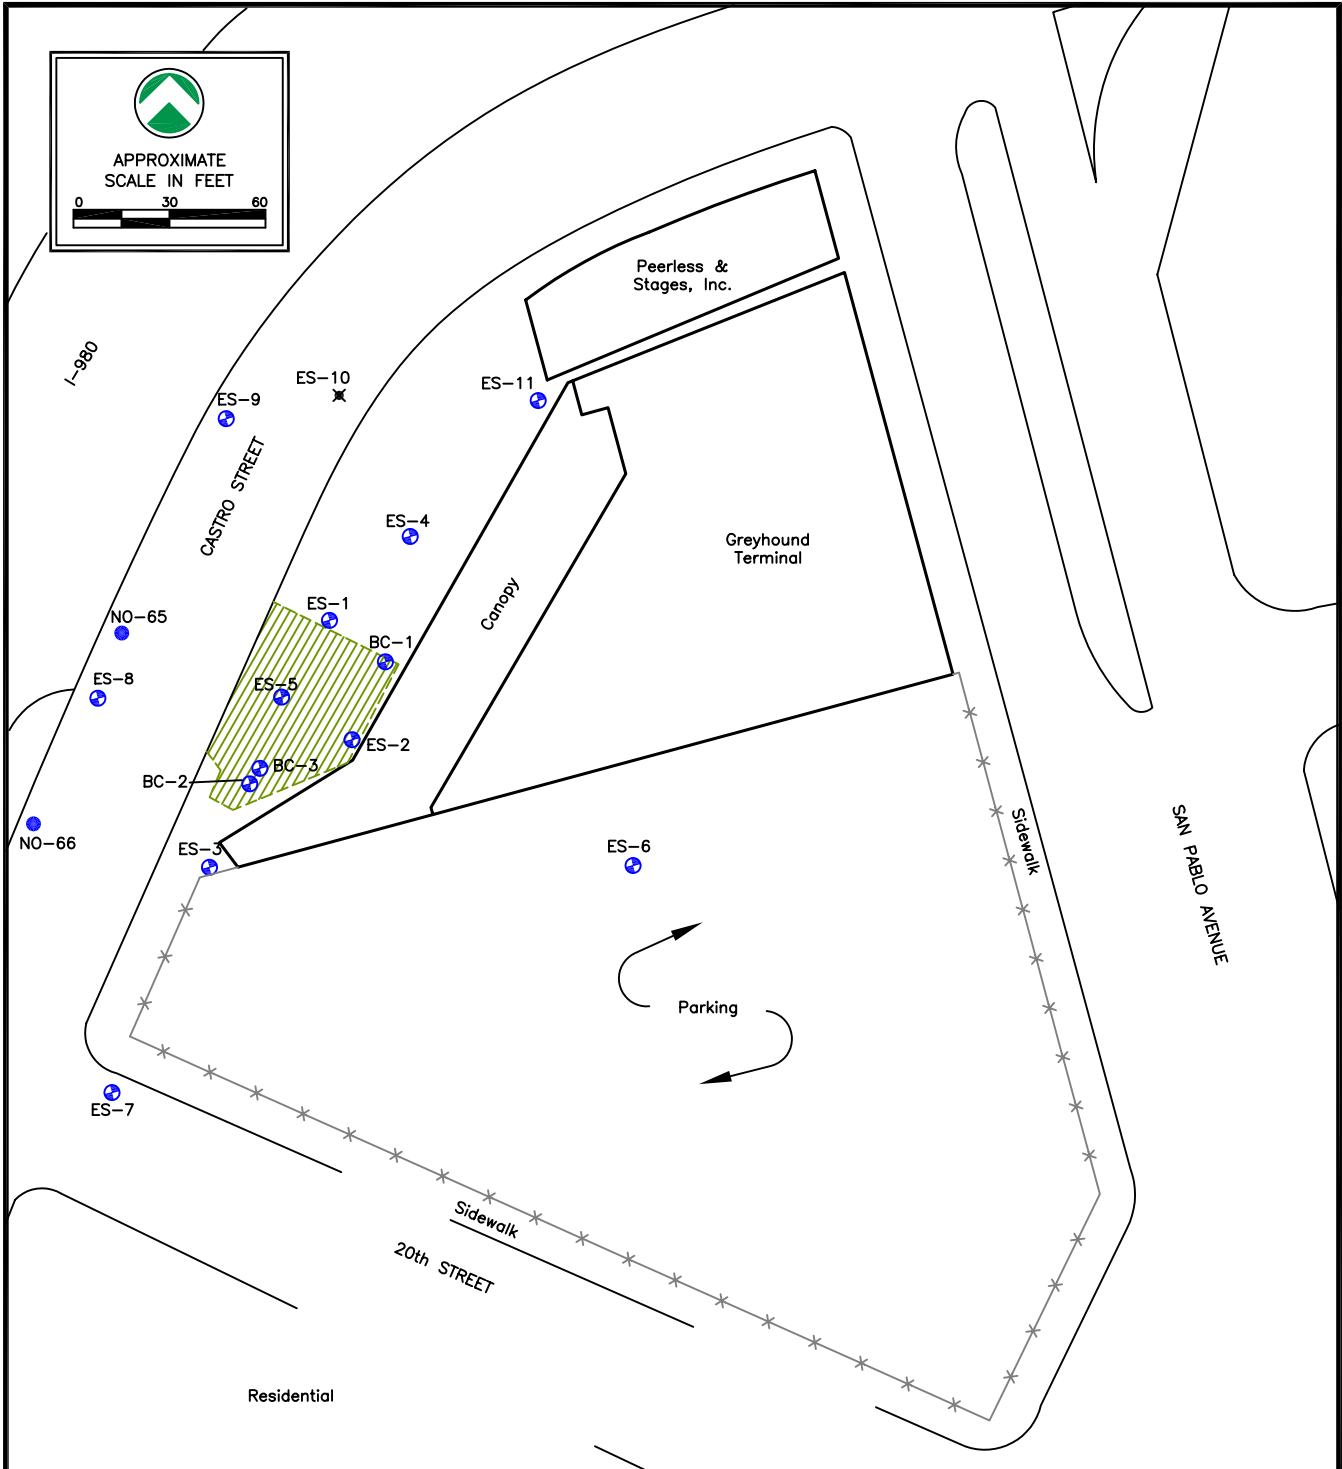 APPROXIMATE
SCALE IN FEET
0 30 60
Peerless &
Stages, Inc.
I-980
ES-10
ES-11
ES-9
CASTRO STREET
ES-4
Greyhound
Terminal
Canopy
ES-1
NO-65
BC-1
ES-8
ES-5
ES-2
BC-3
BC-2
NO-66
ES-3
ES-6
Sidewalk
SAN PABLO AVENUE
Parking
ES-7
Sidewalk
20th STREET
Residential